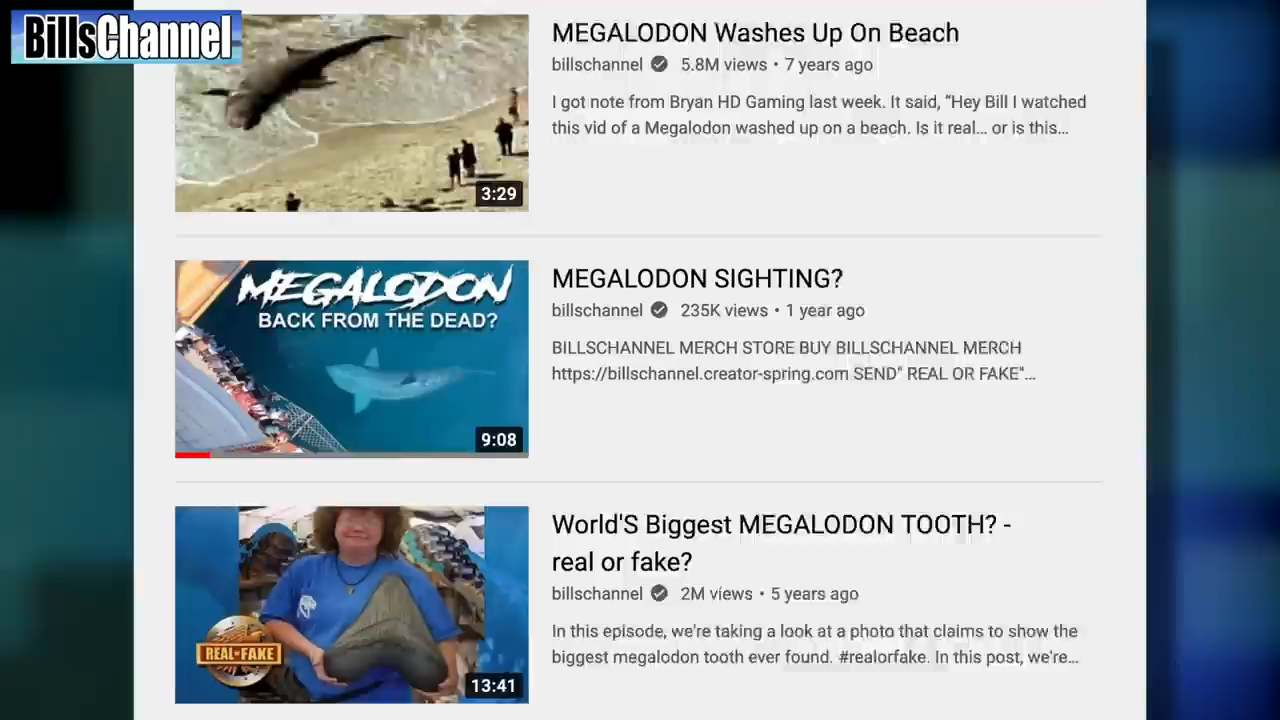 BillsChannel
MEGALODON Washes Up On Beach
billschannel 5.8M views • 7 years ago
I got note from Bryan HD Gaming last week. It said, “Hey Bill I watched
this vid of a Megalodon washed up on a beach. Is it real... or is this...
3:29
MEGALODON
BACK FROM THE DEAD?
9:08
MEGALODON SIGHTING?
billschannel 235K views • 1 year ago
BILLSCHANNEL MERCH STORE BUY BILLSCHANNEL MERCH
https://billschannel.creator-spring.com SEND" REAL OR FAKE"...
REAL OR FAKE
13:41
World'S Biggest MEGALODON TOOTH? -
real or fake?
billschannel 2M views • 5 years ago
In this episode, we're taking a look at a photo that claims to show the
biggest megalodon tooth ever found. #realorfake. In this post, we're...